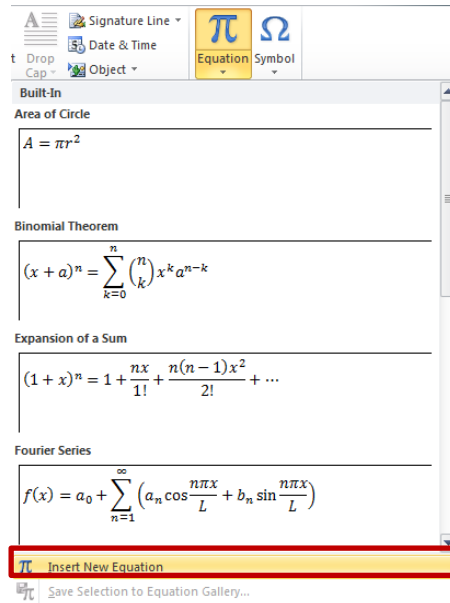 Signature Line
Date & Time
t Drop Cap
Object
Equation
Symbol
Built-In
Area of Circle
A = πr²
Binomial Theorem
(x + a)ⁿ = ∑ₖ₌₀ⁿ (n k) xᵏaⁿ⁻ᵏ
Expansion of a Sum
(1 + x)ⁿ = 1 + nx/1! + n(n − 1)x²/2! + ⋯
Fourier Series
f(x) = a₀ + ∑ₙ₌₁^∞ (aₙ cos nπx/L + bₙ sin nπx/L)
π Insert New Equation
Save Selection to Equation Gallery...